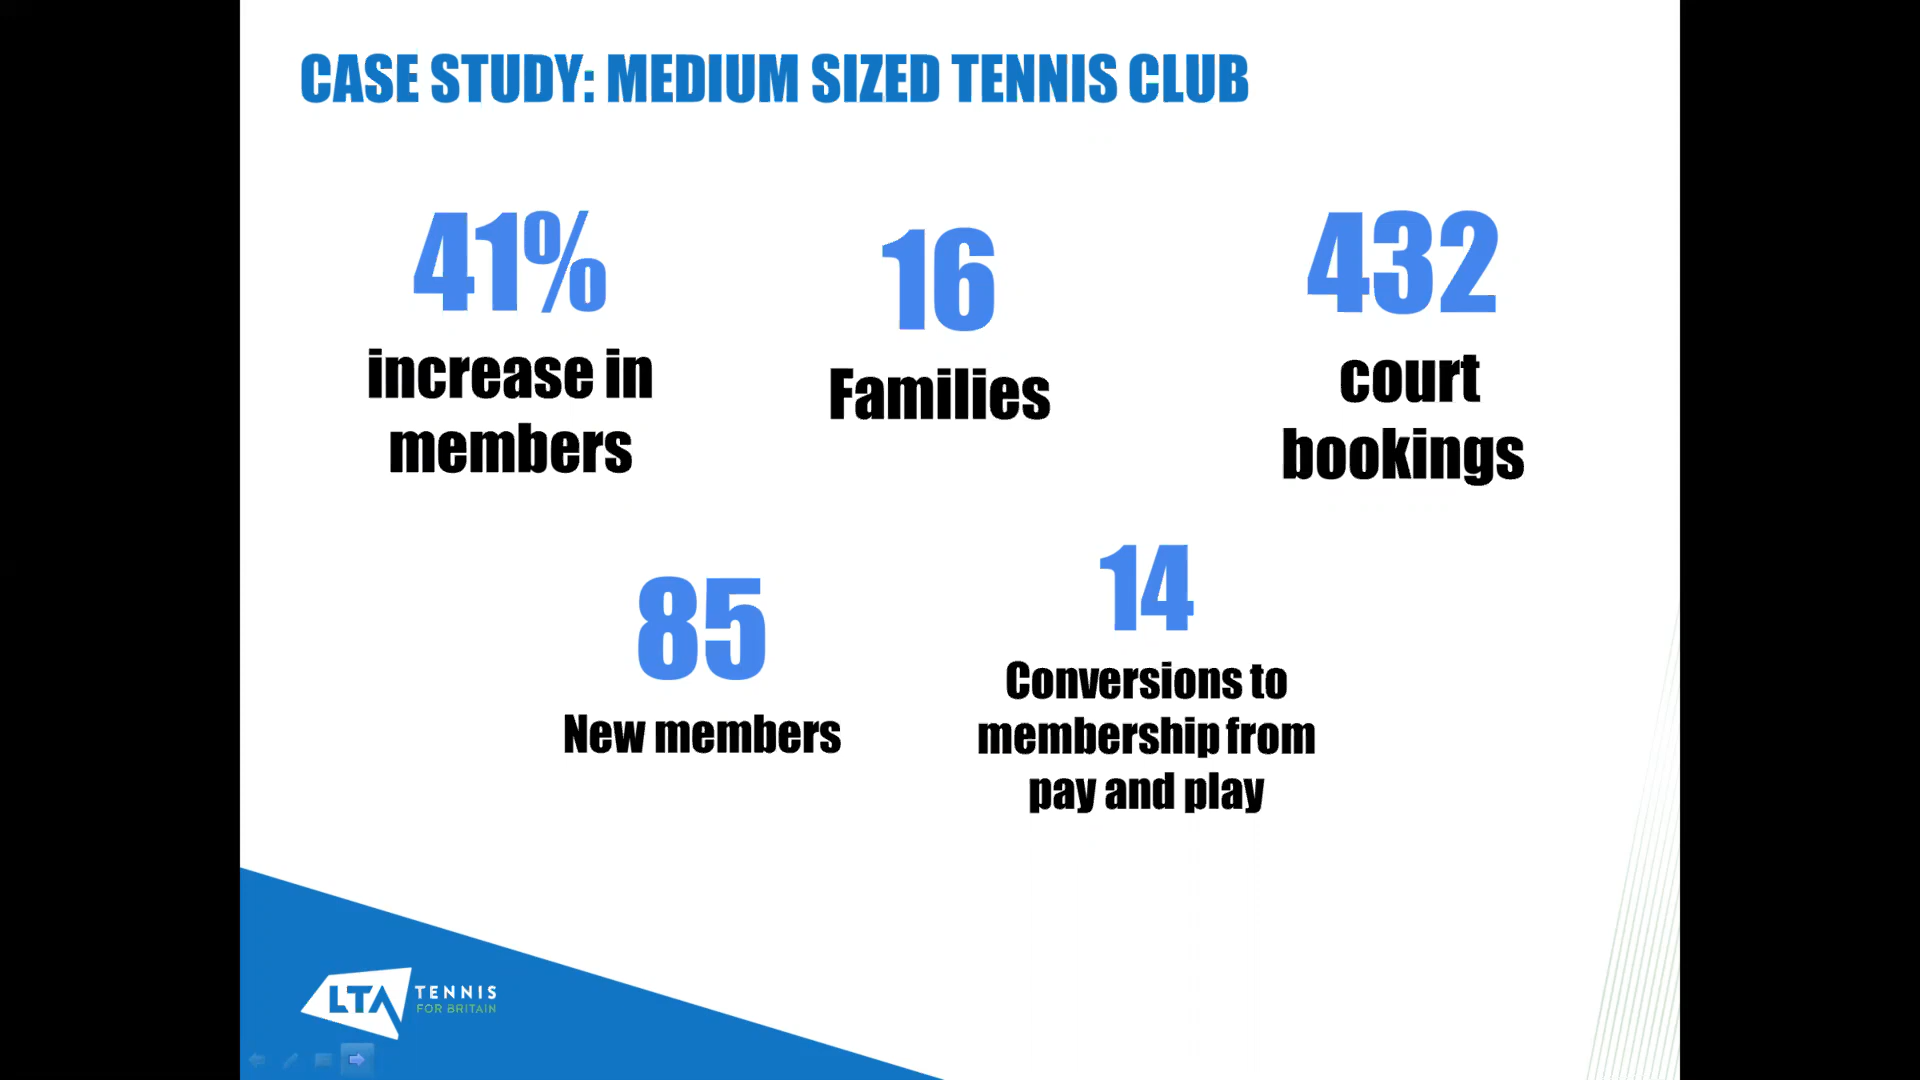 CASE STUDY: MEDIUM SIZED TENNIS CLUB
41%
increase in
members
16
Families
432
court
bookings
85
New members
14
Conversions to
membership from
pay and play
LTA
TENNIS
FOR BRITAIN